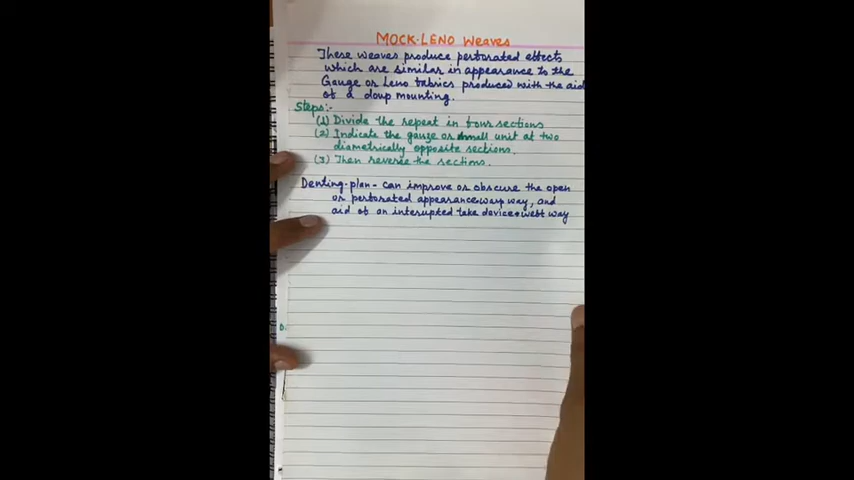 MOCK-LENO Weaves
These weaves produce perforated effects
which are similar in appearance to the
Gauge or Leno fabrics produced with the aid
of a doup mounting.
Steps:-
(1) Divide the repeat in four sections
(2) Indicate the gauze or small unit at two
diametrically opposite sections.
(3) Then reverse the sections.
Denting-plan- can improve or obscure the open
or perforated appearance warp way, and
aid of an interupted take device weft way